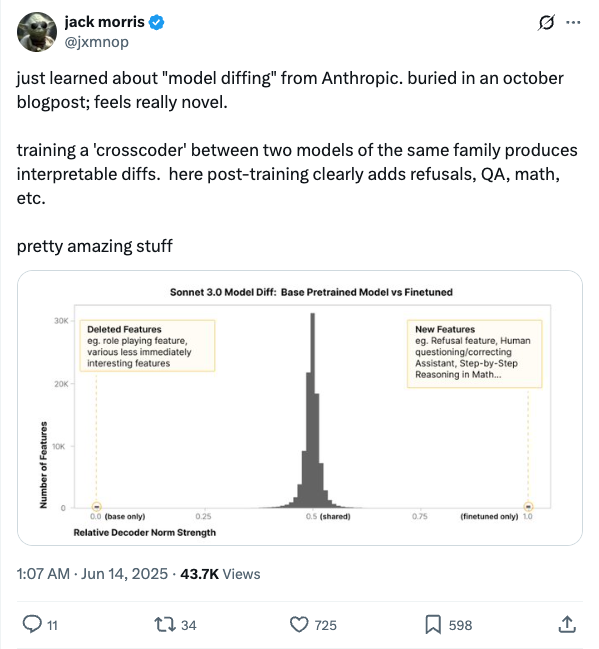 jack morris
@jxmnop
just learned about "model diffing" from Anthropic. buried in an october
blogpost; feels really novel.
training a 'crosscoder' between two models of the same family produces
interpretable diffs.  here post-training clearly adds refusals, QA, math,
etc.
pretty amazing stuff
Sonnet 3.0 Model Diff:  Base Pretrained Model vs Finetuned
Deleted Features
eg. role playing feature,
various less immediately
interesting features
New Features
eg. Refusal feature, Human
questioning/correcting
Assistant, Step-by-Step
Reasoning in Math...
Number of Features
30K
20K
10K
0
0.0 (base only)
0.25
0.5 (shared)
0.75
(finetuned only) 1.0
Relative Decoder Norm Strength
1:07 AM · Jun 14, 2025 · 43.7K Views
11
34
725
598